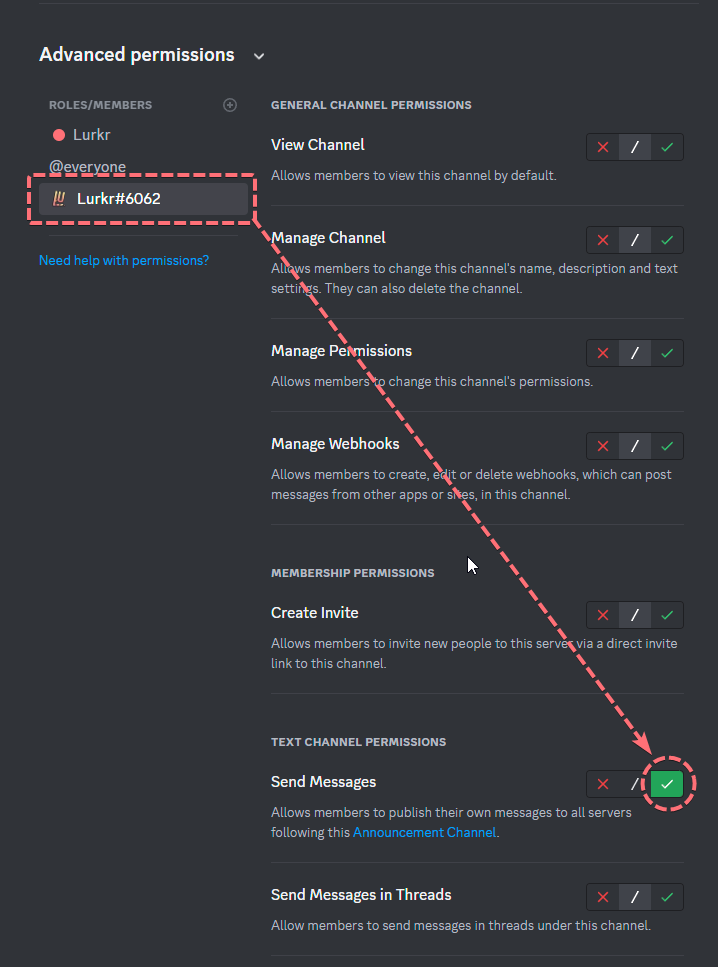 Advanced permissions
ROLES/MEMBERS
Lurkr
@everyone
Lurkr#6062
Need help with permissions?
GENERAL CHANNEL PERMISSIONS
View Channel
Allows members to view this channel by default.
Manage Channel
Allows members to change this channel's name, description and text
settings. They can also delete the channel.
Manage Permissions
Allows members to change this channel's permissions.
Manage Webhooks
Allows members to create, edit or delete webhooks, which can post
messages from other apps or sites, in this channel.
MEMBERSHIP PERMISSIONS
Create Invite
Allows members to invite new people to this server via a direct invite
link to this channel.
TEXT CHANNEL PERMISSIONS
Send Messages
Allows members to publish their own messages to all servers
following this Announcement Channel.
Send Messages in Threads
Allow members to send messages in threads under this channel.